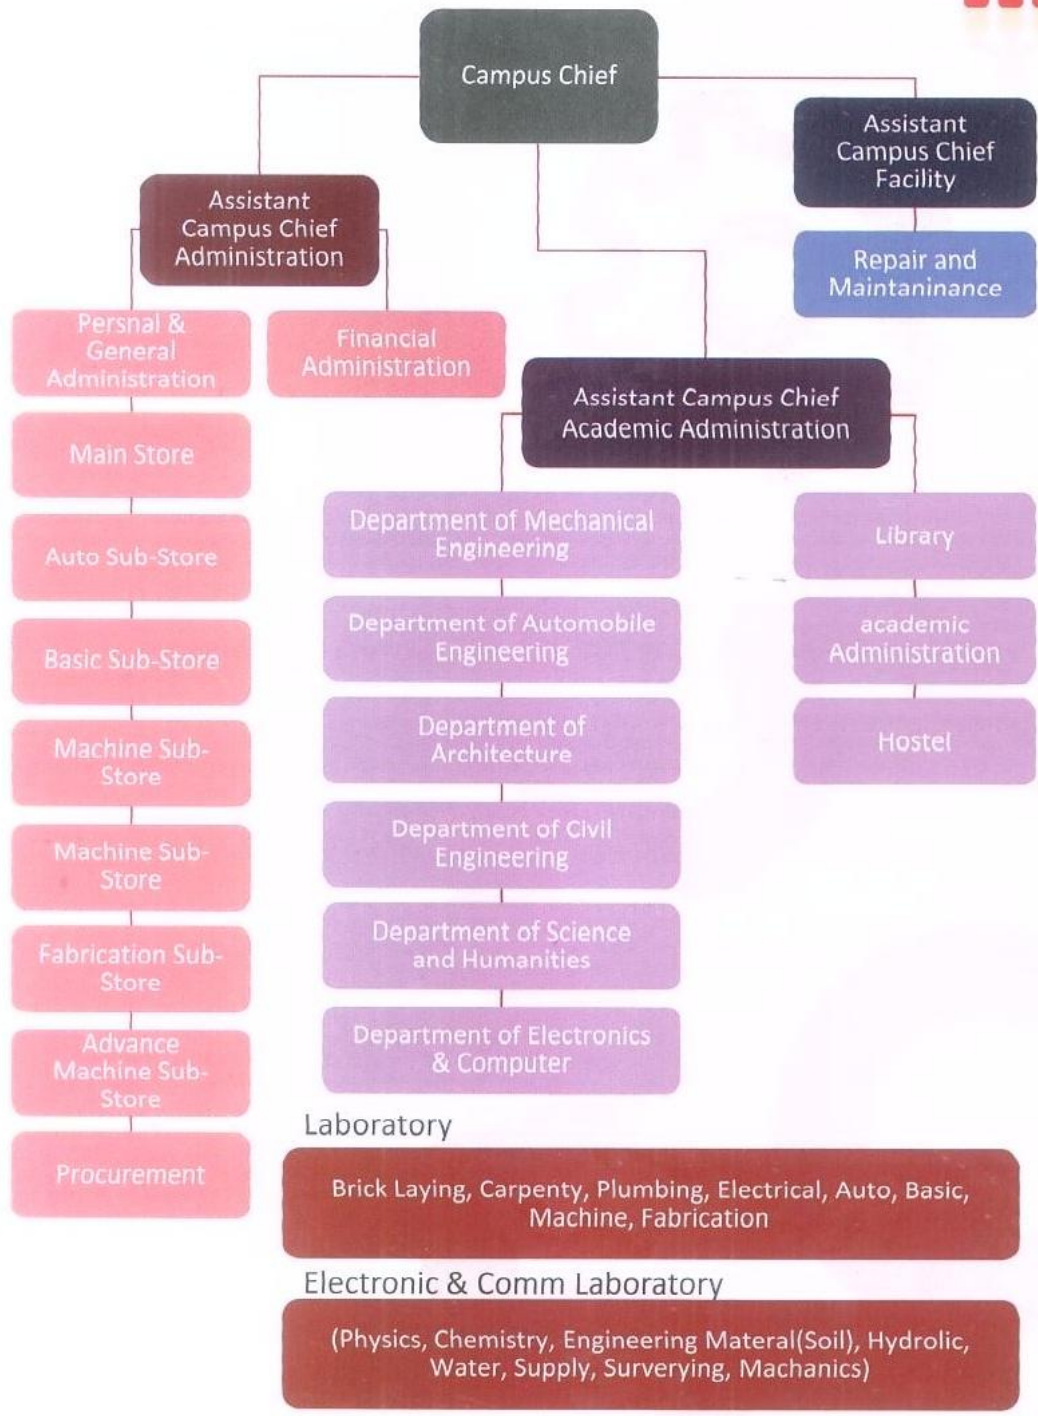 Campus Chief
Assistant
Campus Chief
Facility
Repair and
Maintaninance
Assistant
Campus Chief
Administration
Persnal &
General
Administration
Main Store
Auto Sub-Store
Basic Sub-Store
Machine Sub-
Store
Machine Sub-
Store
Fabrication Sub-
Store
Advance
Machine Sub-
Store
Procurement
Financial
Administration
Assistant Campus Chief
Academic Administration
Department of Mechanical
Engineering
Department of Automobile
Engineering
Department of
Architecture
Department of Civil
Engineering
Department of Science
and Humanities
Department of Electronics
& Computer
Library
academic
Administration
Hostel
Laboratory
Brick Laying, Carpenty, Plumbing, Electrical, Auto, Basic,
Machine, Fabrication
Electronic & Comm Laboratory
(Physics, Chemistry, Engineering Materal(Soil), Hydrolic,
Water, Supply, Surverying, Machanics)